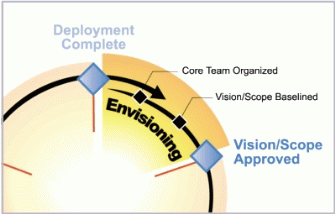 Deployment
Complete
Core Team Organized
Vision/Scope Baselined
Envisioning
Vision/Scope
Approved